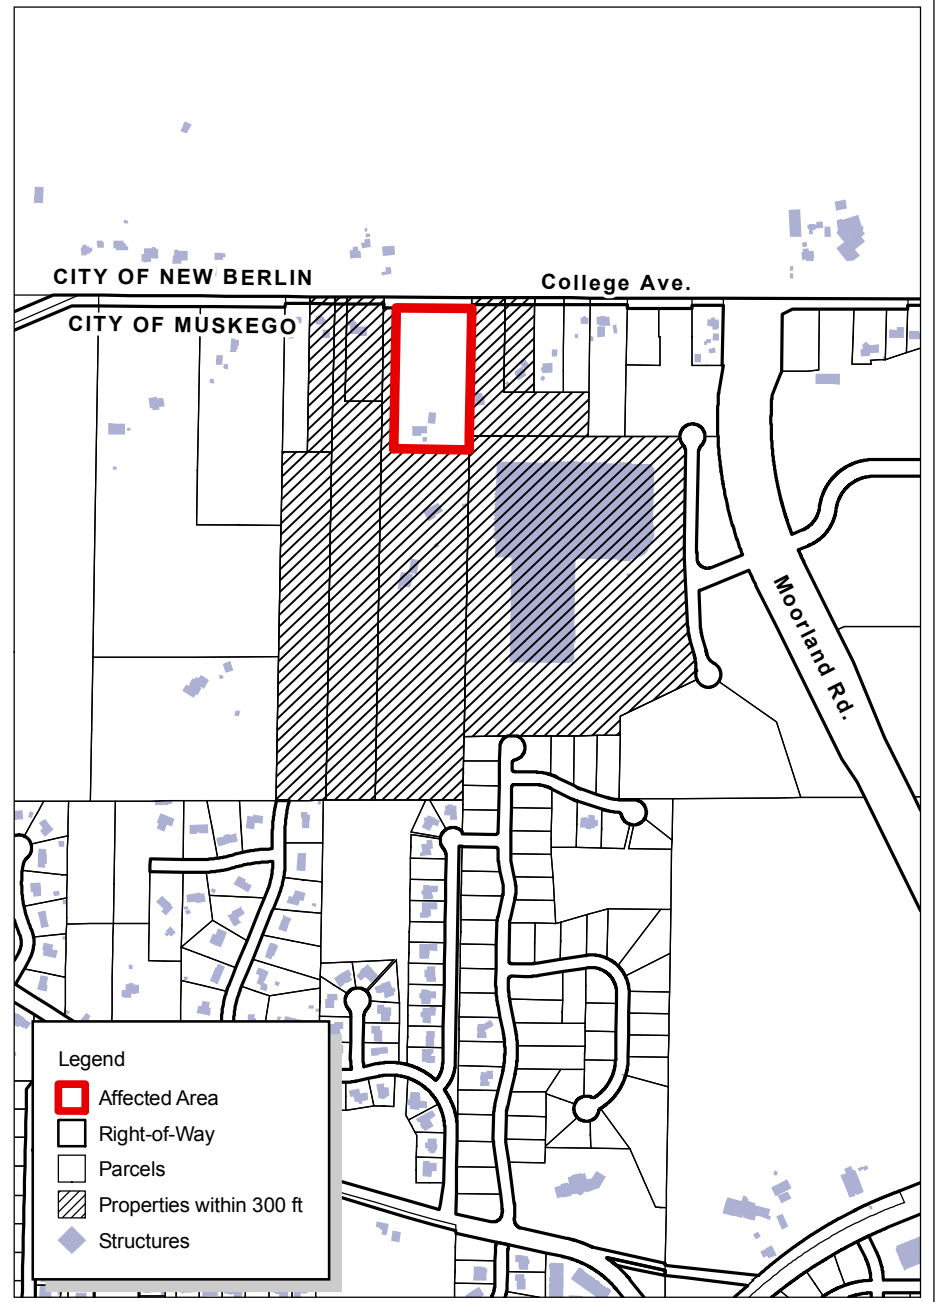 CITY OF NEW BERLIN
College Ave.
CITY OF MUSKEGO
Moorland Rd.
Legend
Affected Area
Right-of-Way
Parcels
Properties within 300 ft
Structures